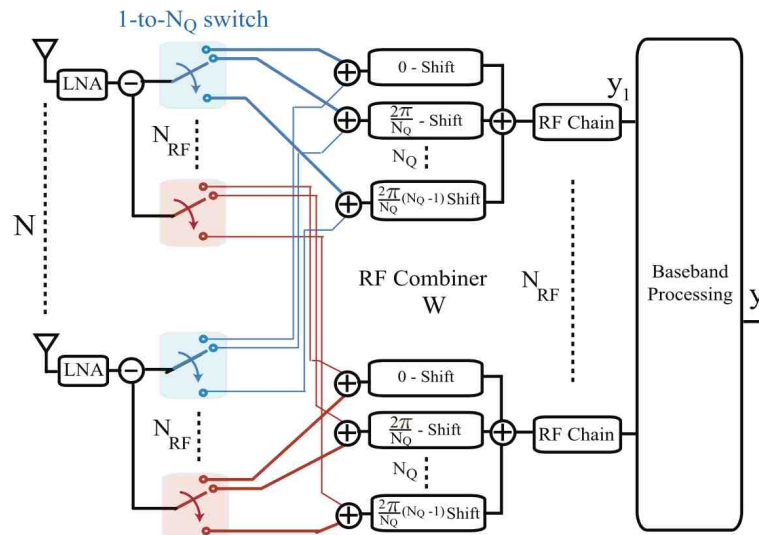 1-to-N_Q switch
LNA
N_RF
0 - Shift
2π/N_Q - Shift
N_Q
2π/N_Q (N_Q -1) Shift
RF Chain
y_1
N
RF Combiner
W
N_RF
Baseband
Processing
y
LNA
N_RF
0 - Shift
2π/N_Q - Shift
N_Q
2π/N_Q (N_Q -1) Shift
RF Chain